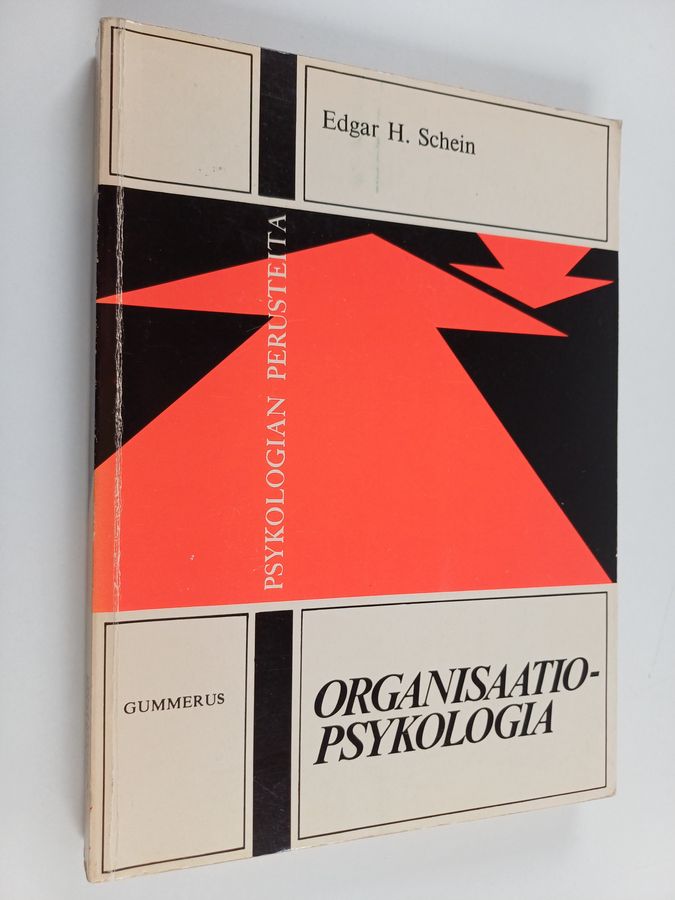 Edgar H. Schein
PSYKOLOGIAN PERUSTEITA
GUMMERUS
ORGANISAATIO-
PSYKOLOGIA